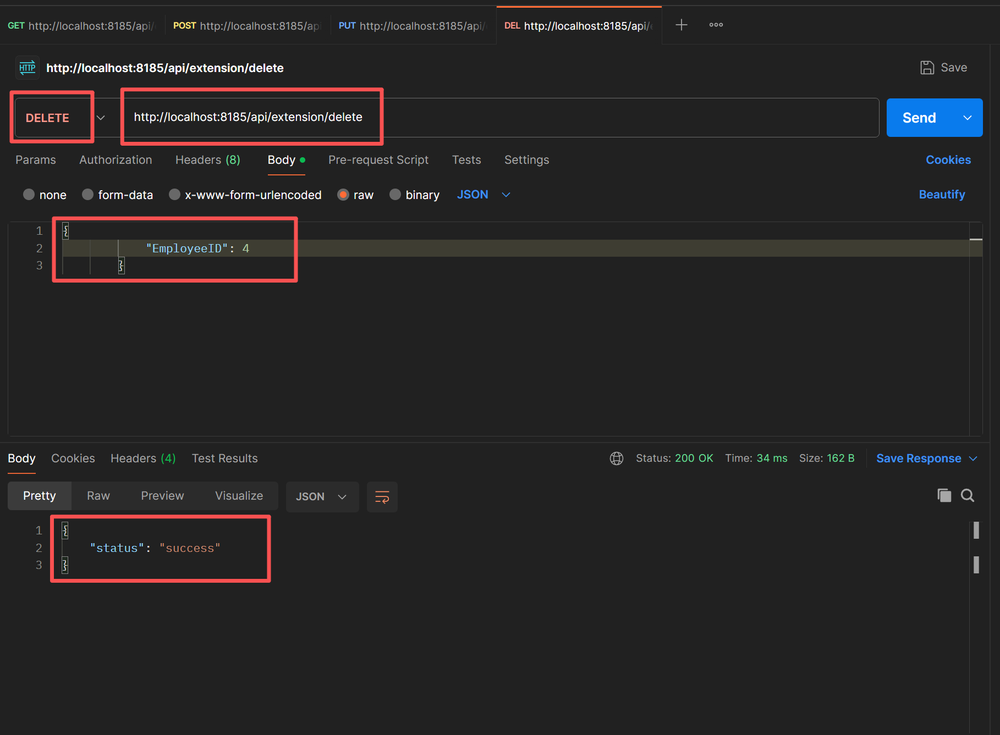 GET http://localhost:8185/api/ POST http://localhost:8185/api PUT http://localhost:8185/api/ DEL http://localhost:8185/api/
HTTP http://localhost:8185/api/extension/delete Save
DELETE http://localhost:8185/api/extension/delete Send
Params Authorization Headers (8) Body Pre-request Script Tests Settings Cookies
none form-data x-www-form-urlencoded raw binary JSON Beautify
1 {
2 "EmployeeID": 4
3 }
Body Cookies Headers (4) Test Results Status: 200 OK Time: 34 ms Size: 162 B Save Response
Pretty Raw Preview Visualize JSON
1 {
2 "status": "success"
3 }